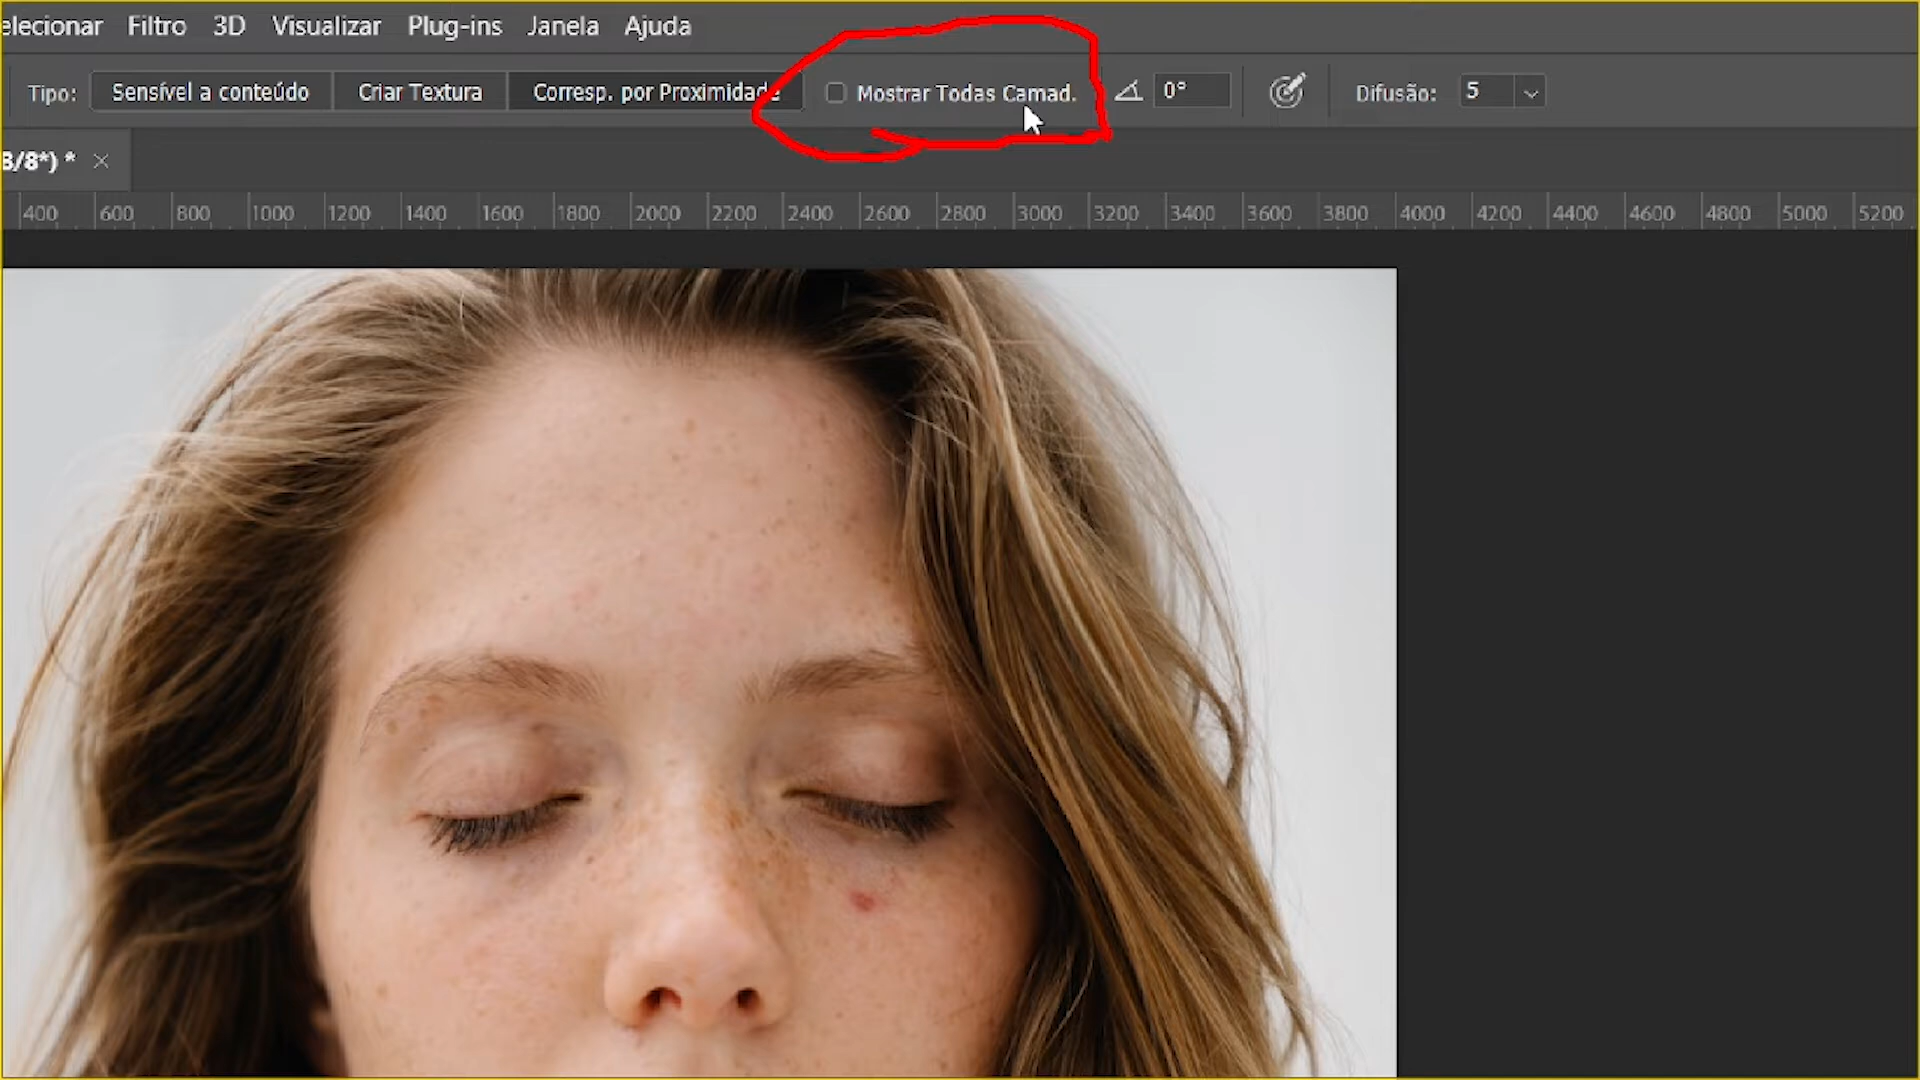 elecionar Filtro 3D Visualizar Plug-ins Janela Ajuda
Tipo: Sensível a conteúdo Criar Textura Corresp. por Proximidade Mostrar Todas Camad. 0° Difusão: 5
8/8*) * ×
400 600 800 1000 1200 1400 1600 1800 2000 2200 2400 2600 2800 3000 3200 3400 3600 3800 4000 4200 4400 4600 4800 5000 5200